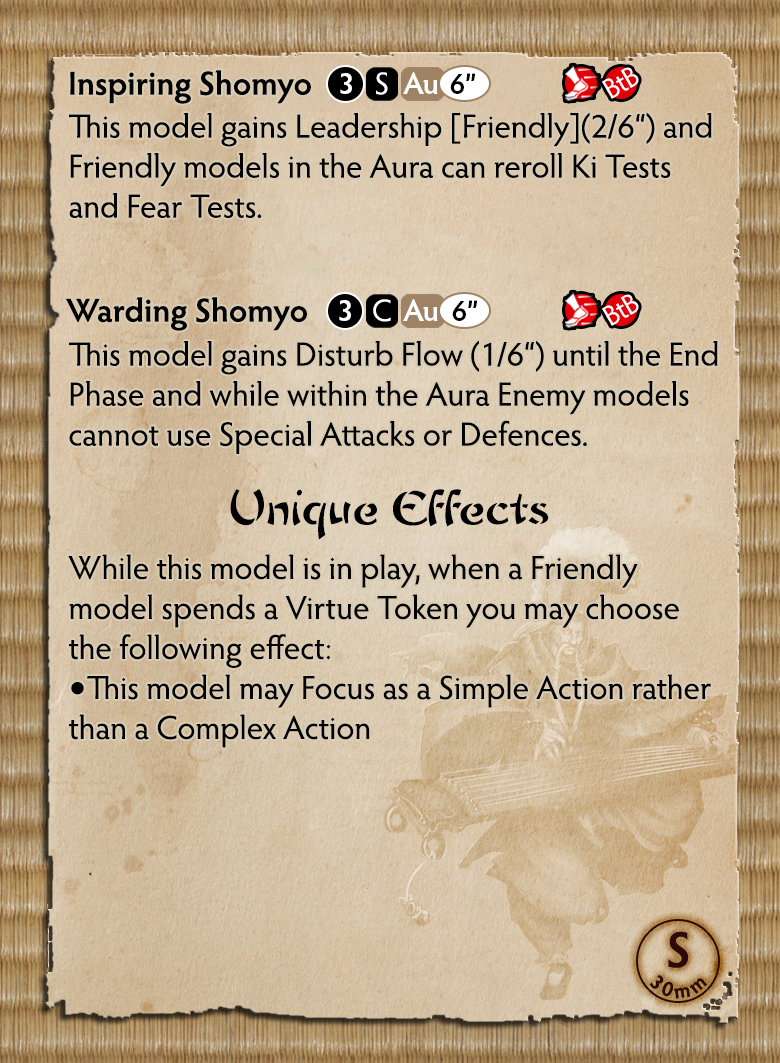 Inspiring Shomyo 3 S Au 6” BtB
This model gains Leadership [Friendly](2/6“) and
Friendly models in the Aura can reroll Ki Tests
and Fear Tests.
Warding Shomyo 3 C Au 6” BtB
This model gains Disturb Flow (1/6“) until the End
Phase and while within the Aura Enemy models
cannot use Special Attacks or Defences.
Unique Effects
While this model is in play, when a Friendly
model spends a Virtue Token you may choose
the following effect:
•This model may Focus as a Simple Action rather
than a Complex Action
S
30mm